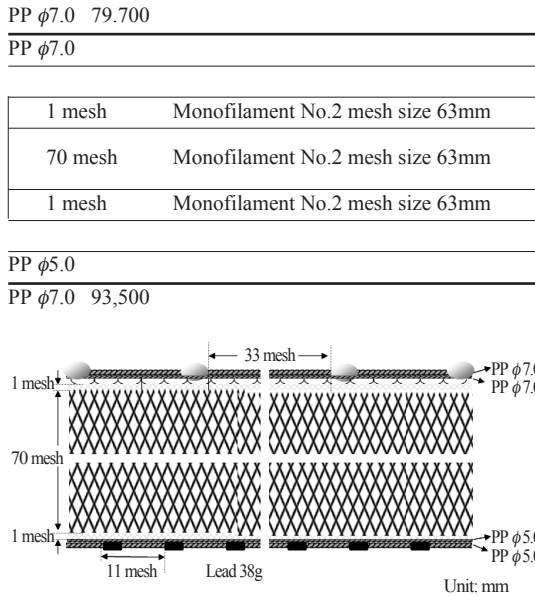 PP ϕ7.0 79.700
PP ϕ7.0
1 mesh Monofilament No.2 mesh size 63mm
70 mesh Monofilament No.2 mesh size 63mm
1 mesh Monofilament No.2 mesh size 63mm
PP ϕ5.0
PP ϕ7.0 93,500
33 mesh
PP ϕ7.0
1 mesh
PP ϕ7.0
70 mesh
1 mesh
PP ϕ5.0
PP ϕ5.0
11 mesh Lead 38g
Unit: mm